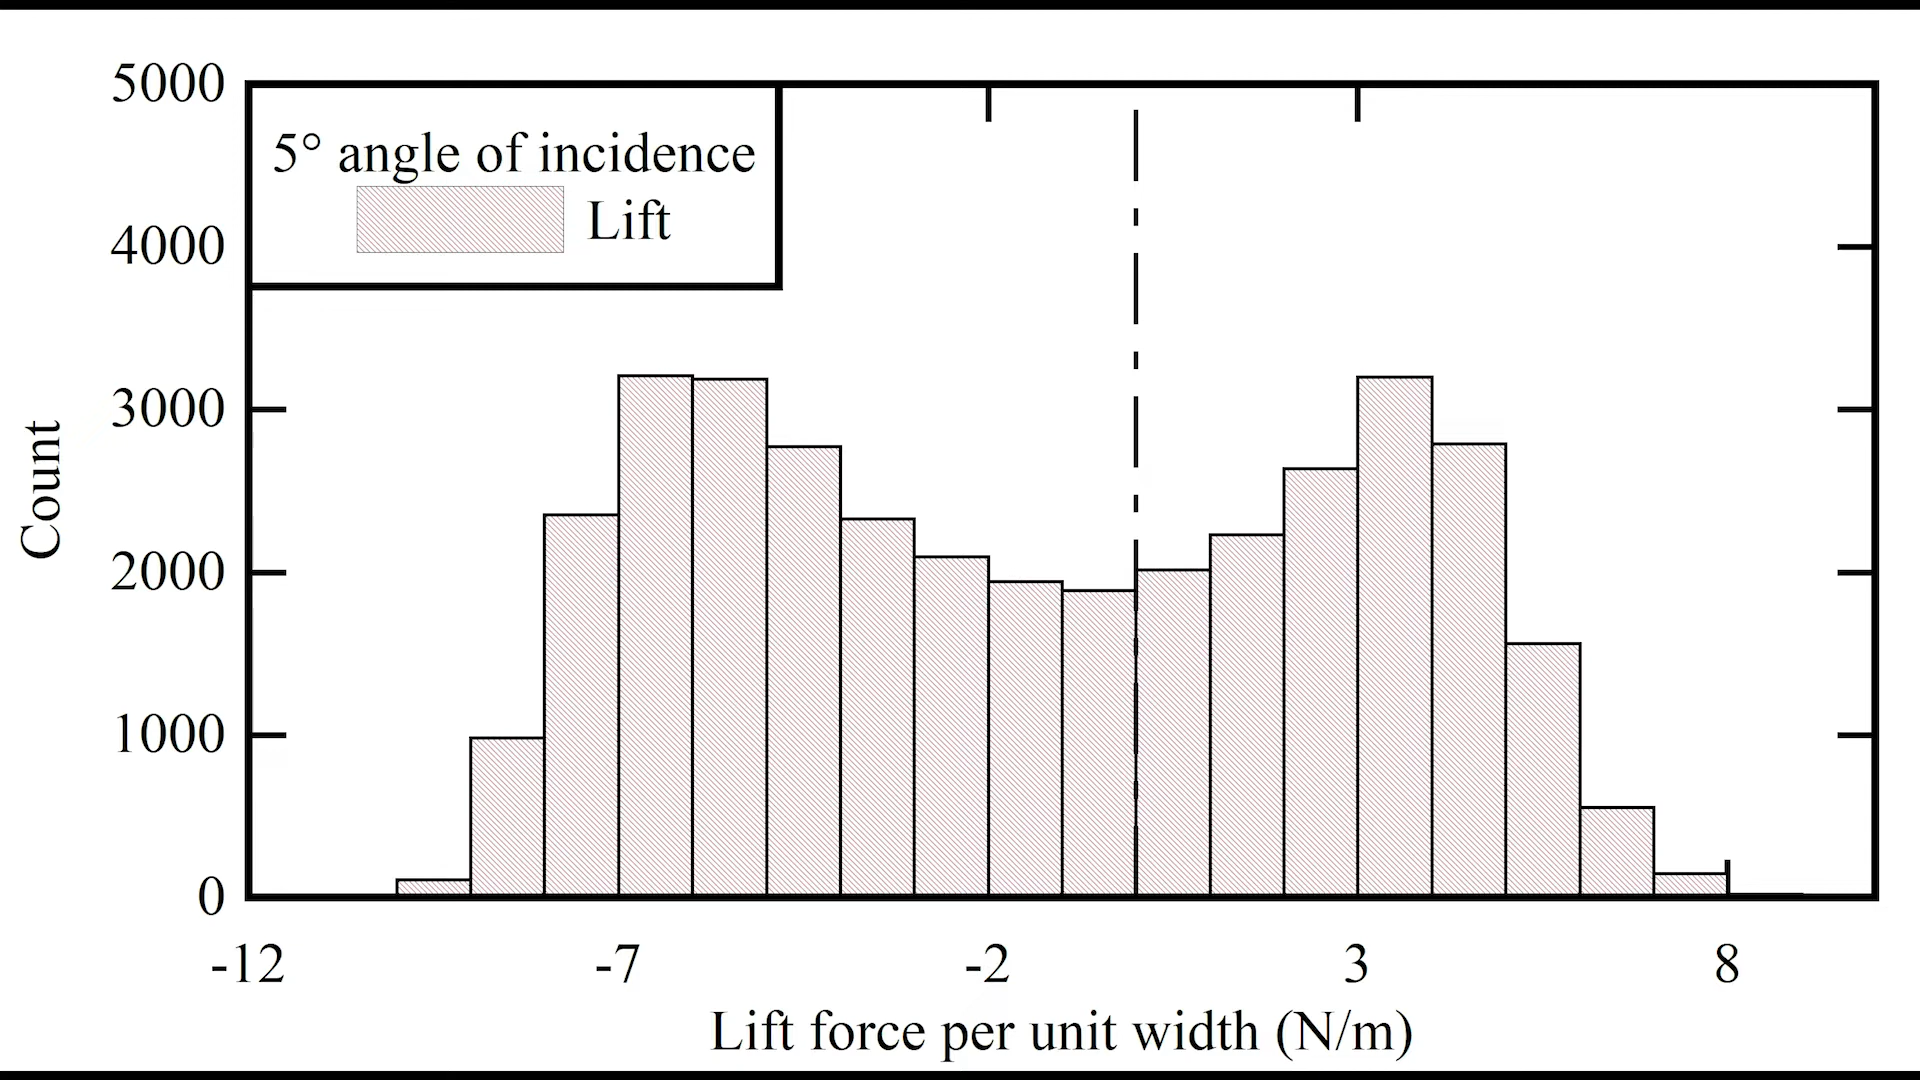 5000
5° angle of incidence
Lift
4000
3000
Count
2000
1000
0
-12 -7 -2 3 8
Lift force per unit width (N/m)